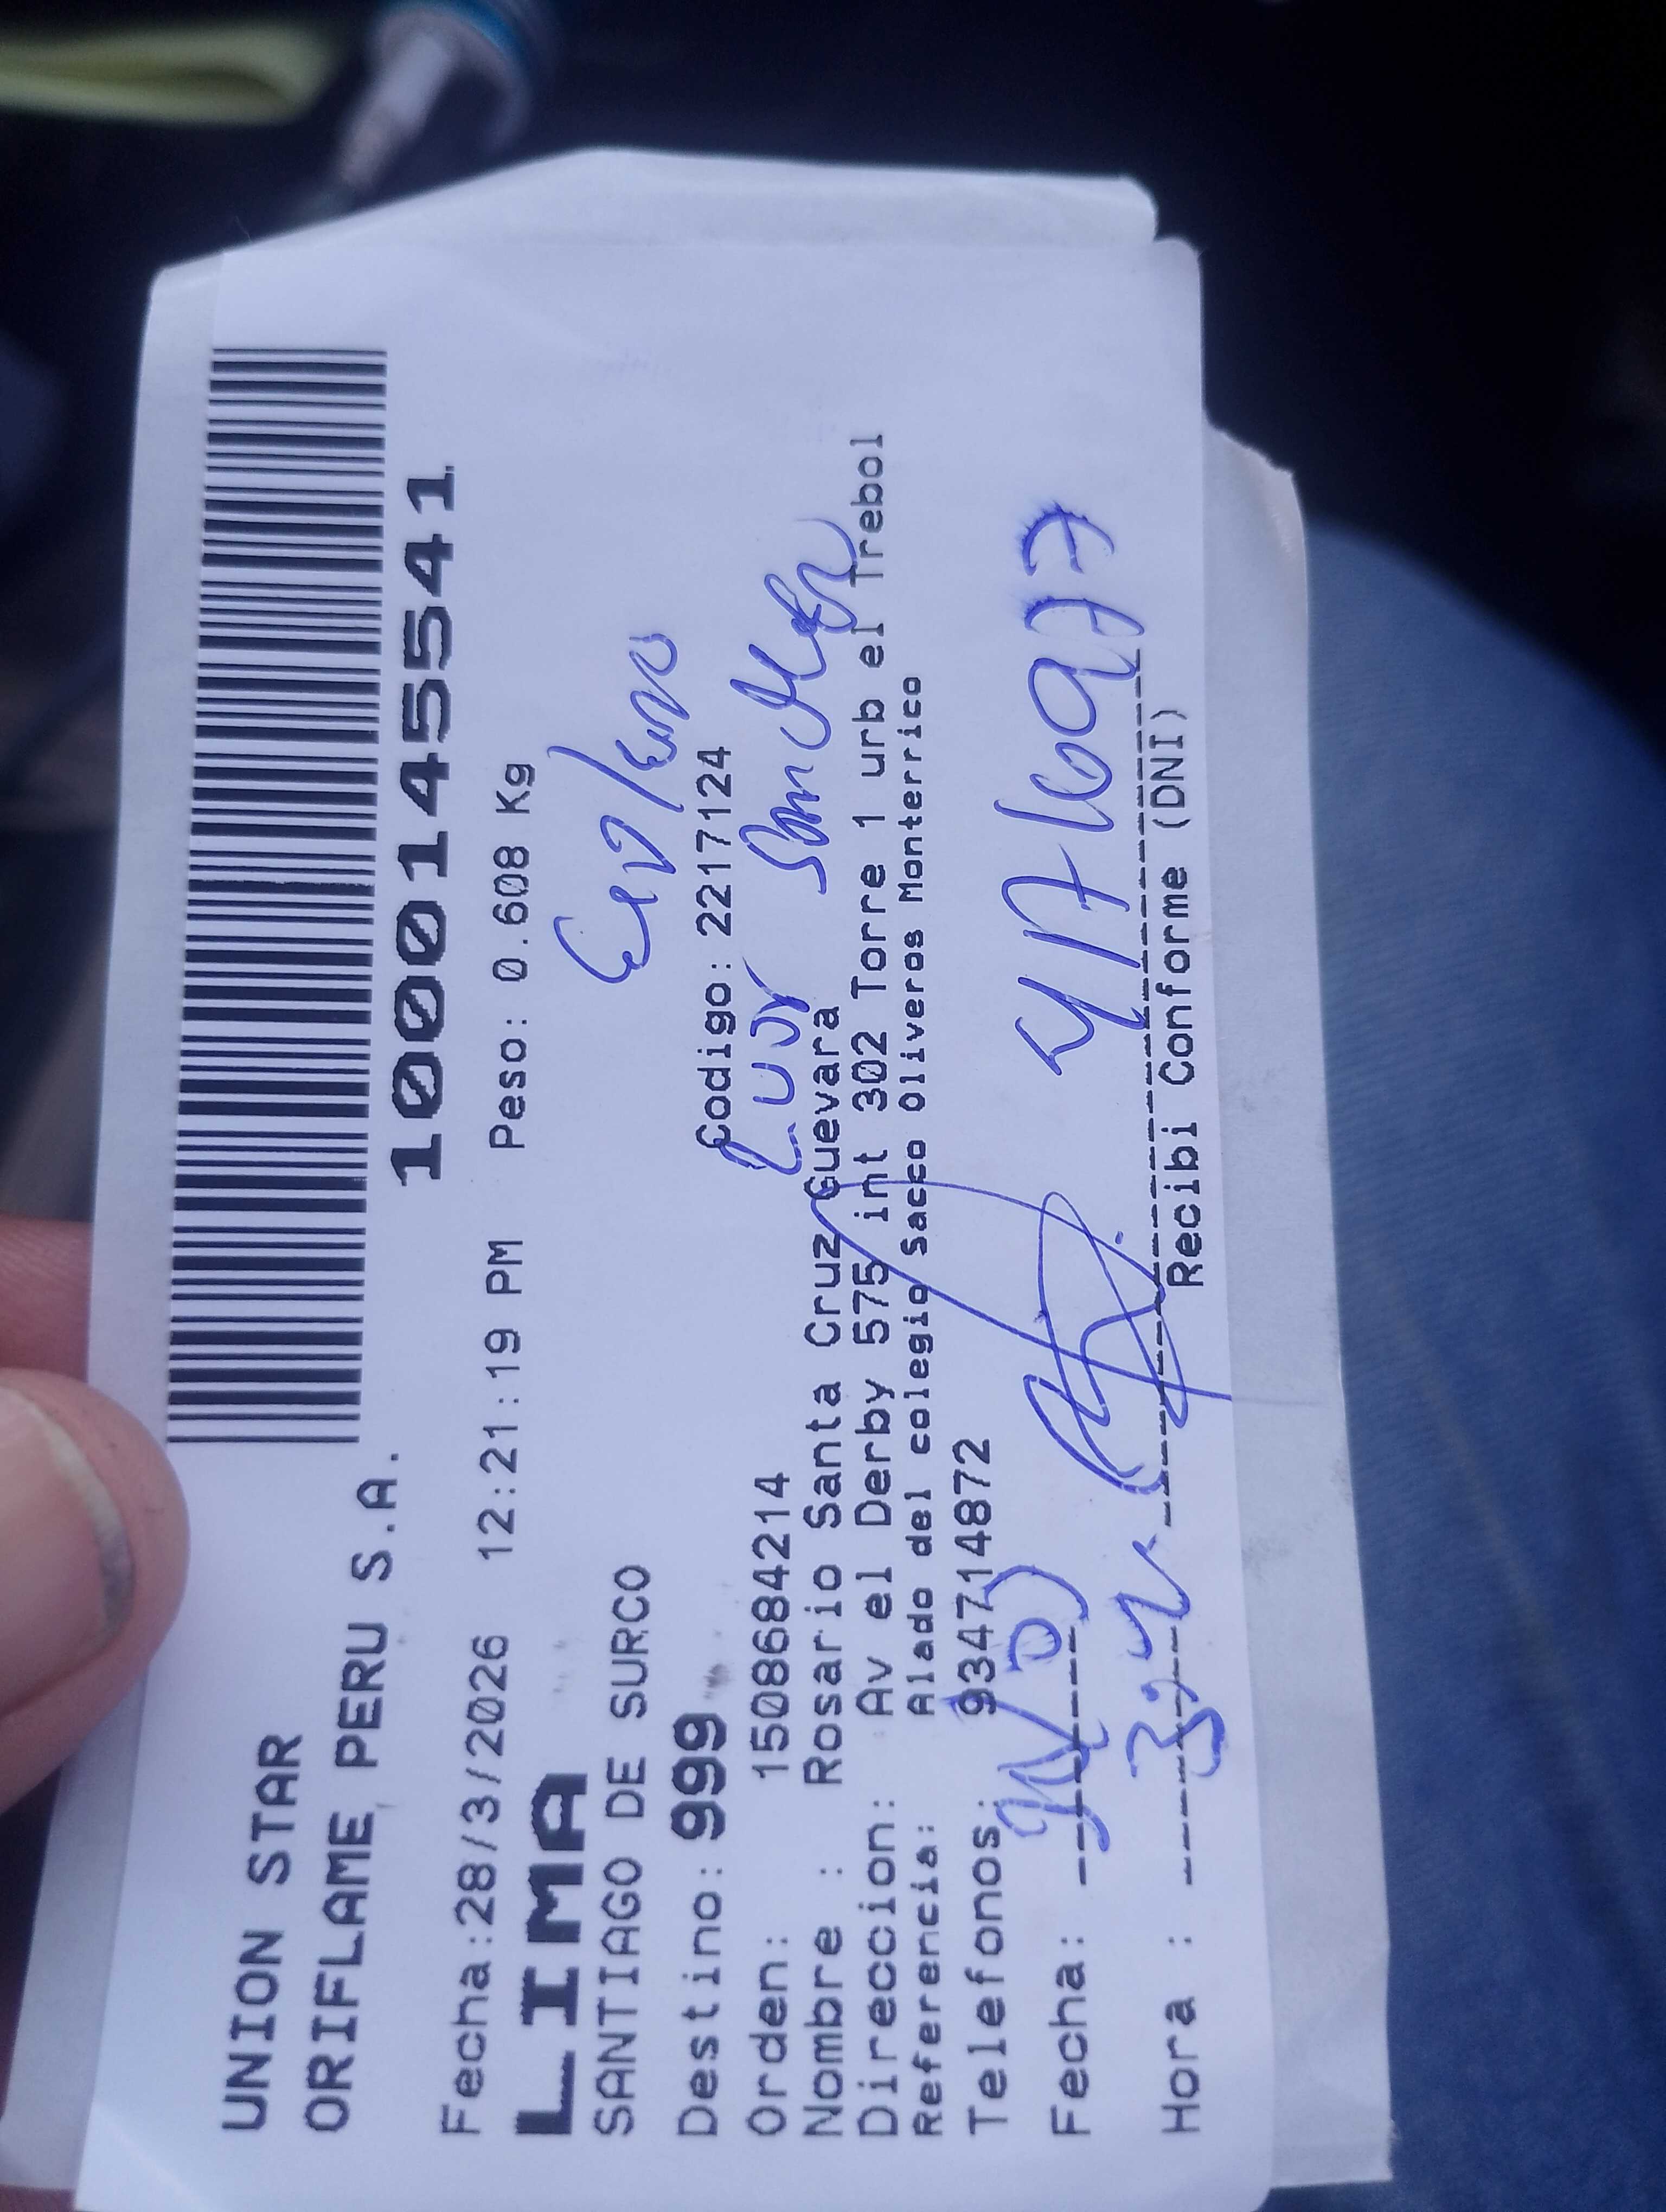 UNION STAR
ORIFLAME PERU S.A.
1000145541
Fecha:28/3/2026 12:21:19 PM Peso: 0.608 Kg
LIMA
SANTIAGO DE SURCO
Destino: 999
Orden: 1508684214 Codigo: 2217124
Nombre : Rosario Santa Cruz Guevara
Direccion: Av el Derby 575 int 302 Torre 1 urb el Trebol
Referencia: Alado del colegio Sacco Oliveros Monterrico
Telefonos: 934714872
Fecha:
Hora :
Recibi Conforme (DNI)